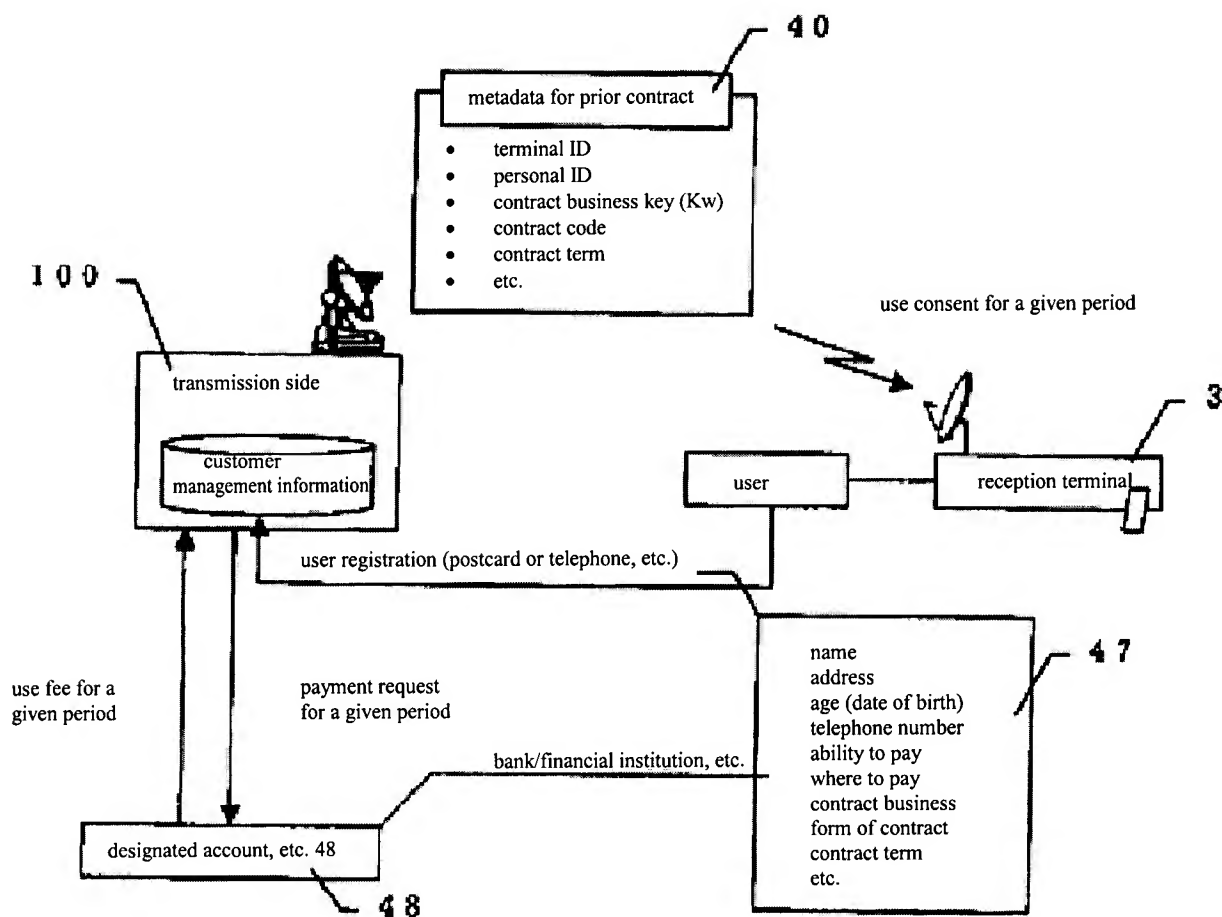 40
metadata for prior contract
• terminal ID
• personal ID
• contract business key (Kw)
• contract code
• contract term
• etc.
100
transmission side
customer
management information
use consent for a given period
3
user
reception terminal
user registration (postcard or telephone, etc.)
47
name
address
age (date of birth)
telephone number
ability to pay
where to pay
contract business
form of contract
contract term
etc.
use fee for a
given period
payment request
for a given period
bank/financial institution, etc.
designated account, etc. 48
48